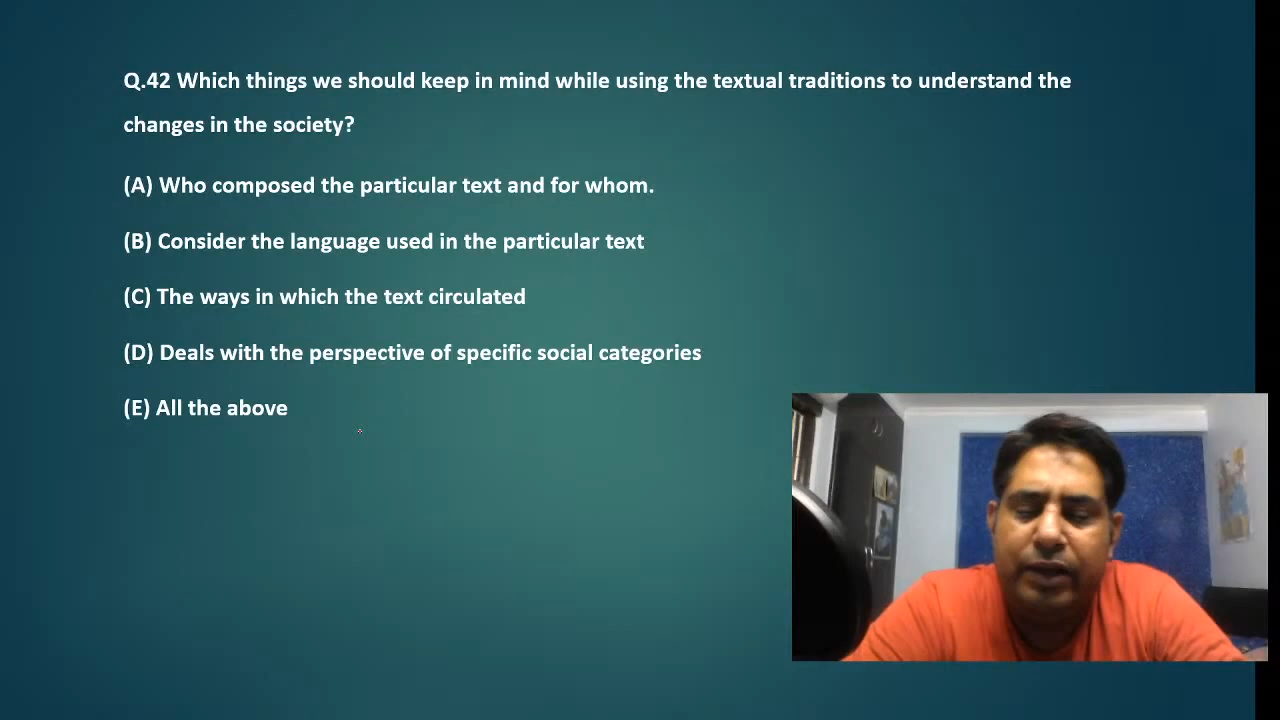 Q.42 Which things we should keep in mind while using the textual traditions to understand the
changes in the society?
(A) Who composed the particular text and for whom.
(B) Consider the language used in the particular text
(C) The ways in which the text circulated
(D) Deals with the perspective of specific social categories
(E) All the above